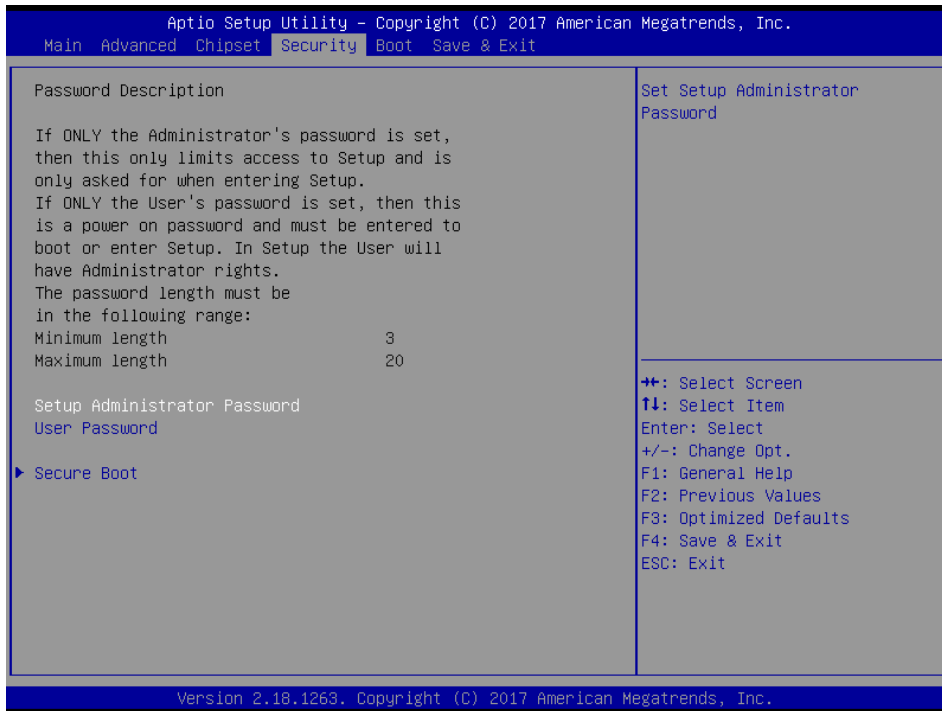 Aptio Setup Utility – Copyright (C) 2017 American Megatrends, Inc.
Main Advanced Chipset Security Boot Save & Exit
Password Description
If ONLY the Administrator's password is set,
then this only limits access to Setup and is
only asked for when entering Setup.
If ONLY the User's password is set, then this
is a power on password and must be entered to
boot or enter Setup. In Setup the User will
have Administrator rights.
The password length must be
in the following range:
Minimum length 3
Maximum length 20
Setup Administrator Password
User Password
▶ Secure Boot
Set Setup Administrator
Password
→←: Select Screen
↑↓: Select Item
Enter: Select
+/-: Change Opt.
F1: General Help
F2: Previous Values
F3: Optimized Defaults
F4: Save & Exit
ESC: Exit
Version 2.18.1263. Copyright (C) 2017 American Megatrends, Inc.